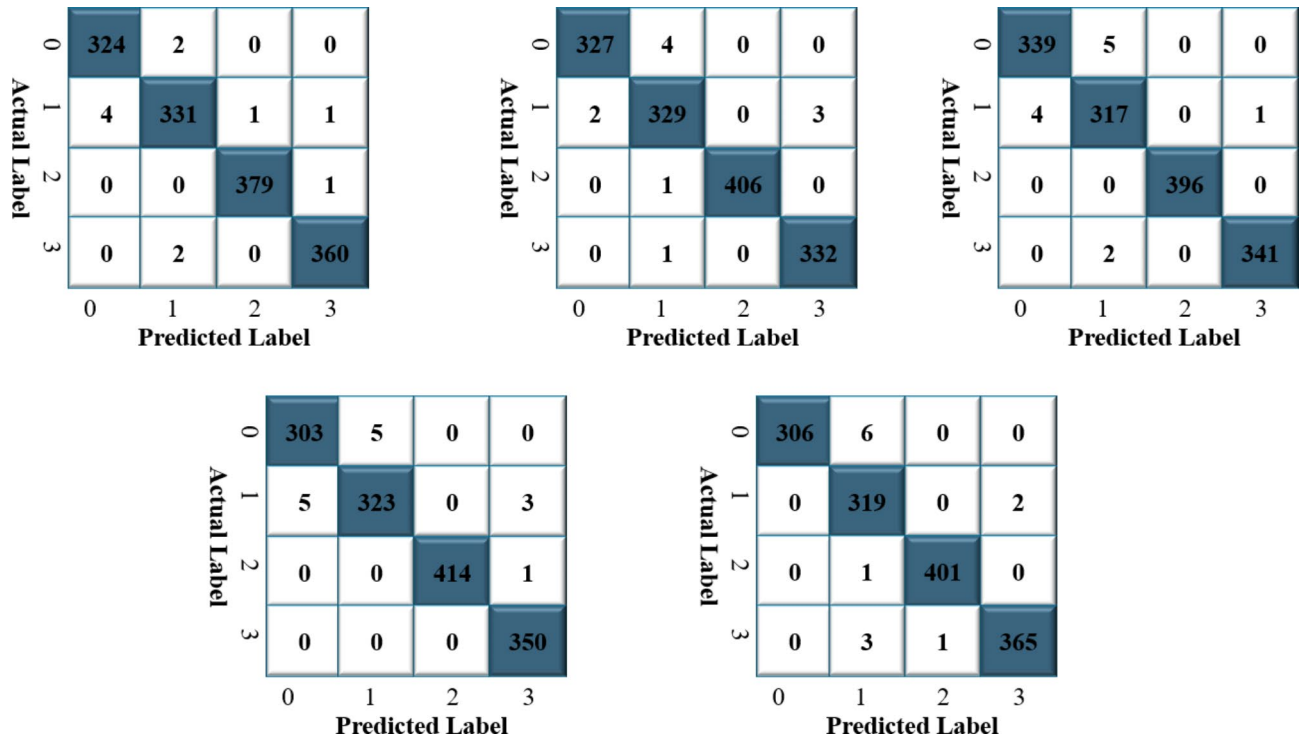 0 324 2 0 0
1 4 331 1 1
2 0 0 379 1
3 0 2 0 360
0 1 2 3
Actual Label
Predicted Label
0 327 4 0 0
1 2 329 0 3
2 0 1 406 0
3 0 1 0 332
0 1 2 3
Actual Label
Predicted Label
0 339 5 0 0
1 4 317 0 1
2 0 0 396 0
3 0 2 0 341
0 1 2 3
Actual Label
Predicted Label
0 303 5 0 0
1 5 323 0 3
2 0 0 414 1
3 0 0 0 350
0 1 2 3
Actual Label
Predicted Label
0 306 6 0 0
1 0 319 0 2
2 0 1 401 0
3 0 3 1 365
0 1 2 3
Actual Label
Predicted Label